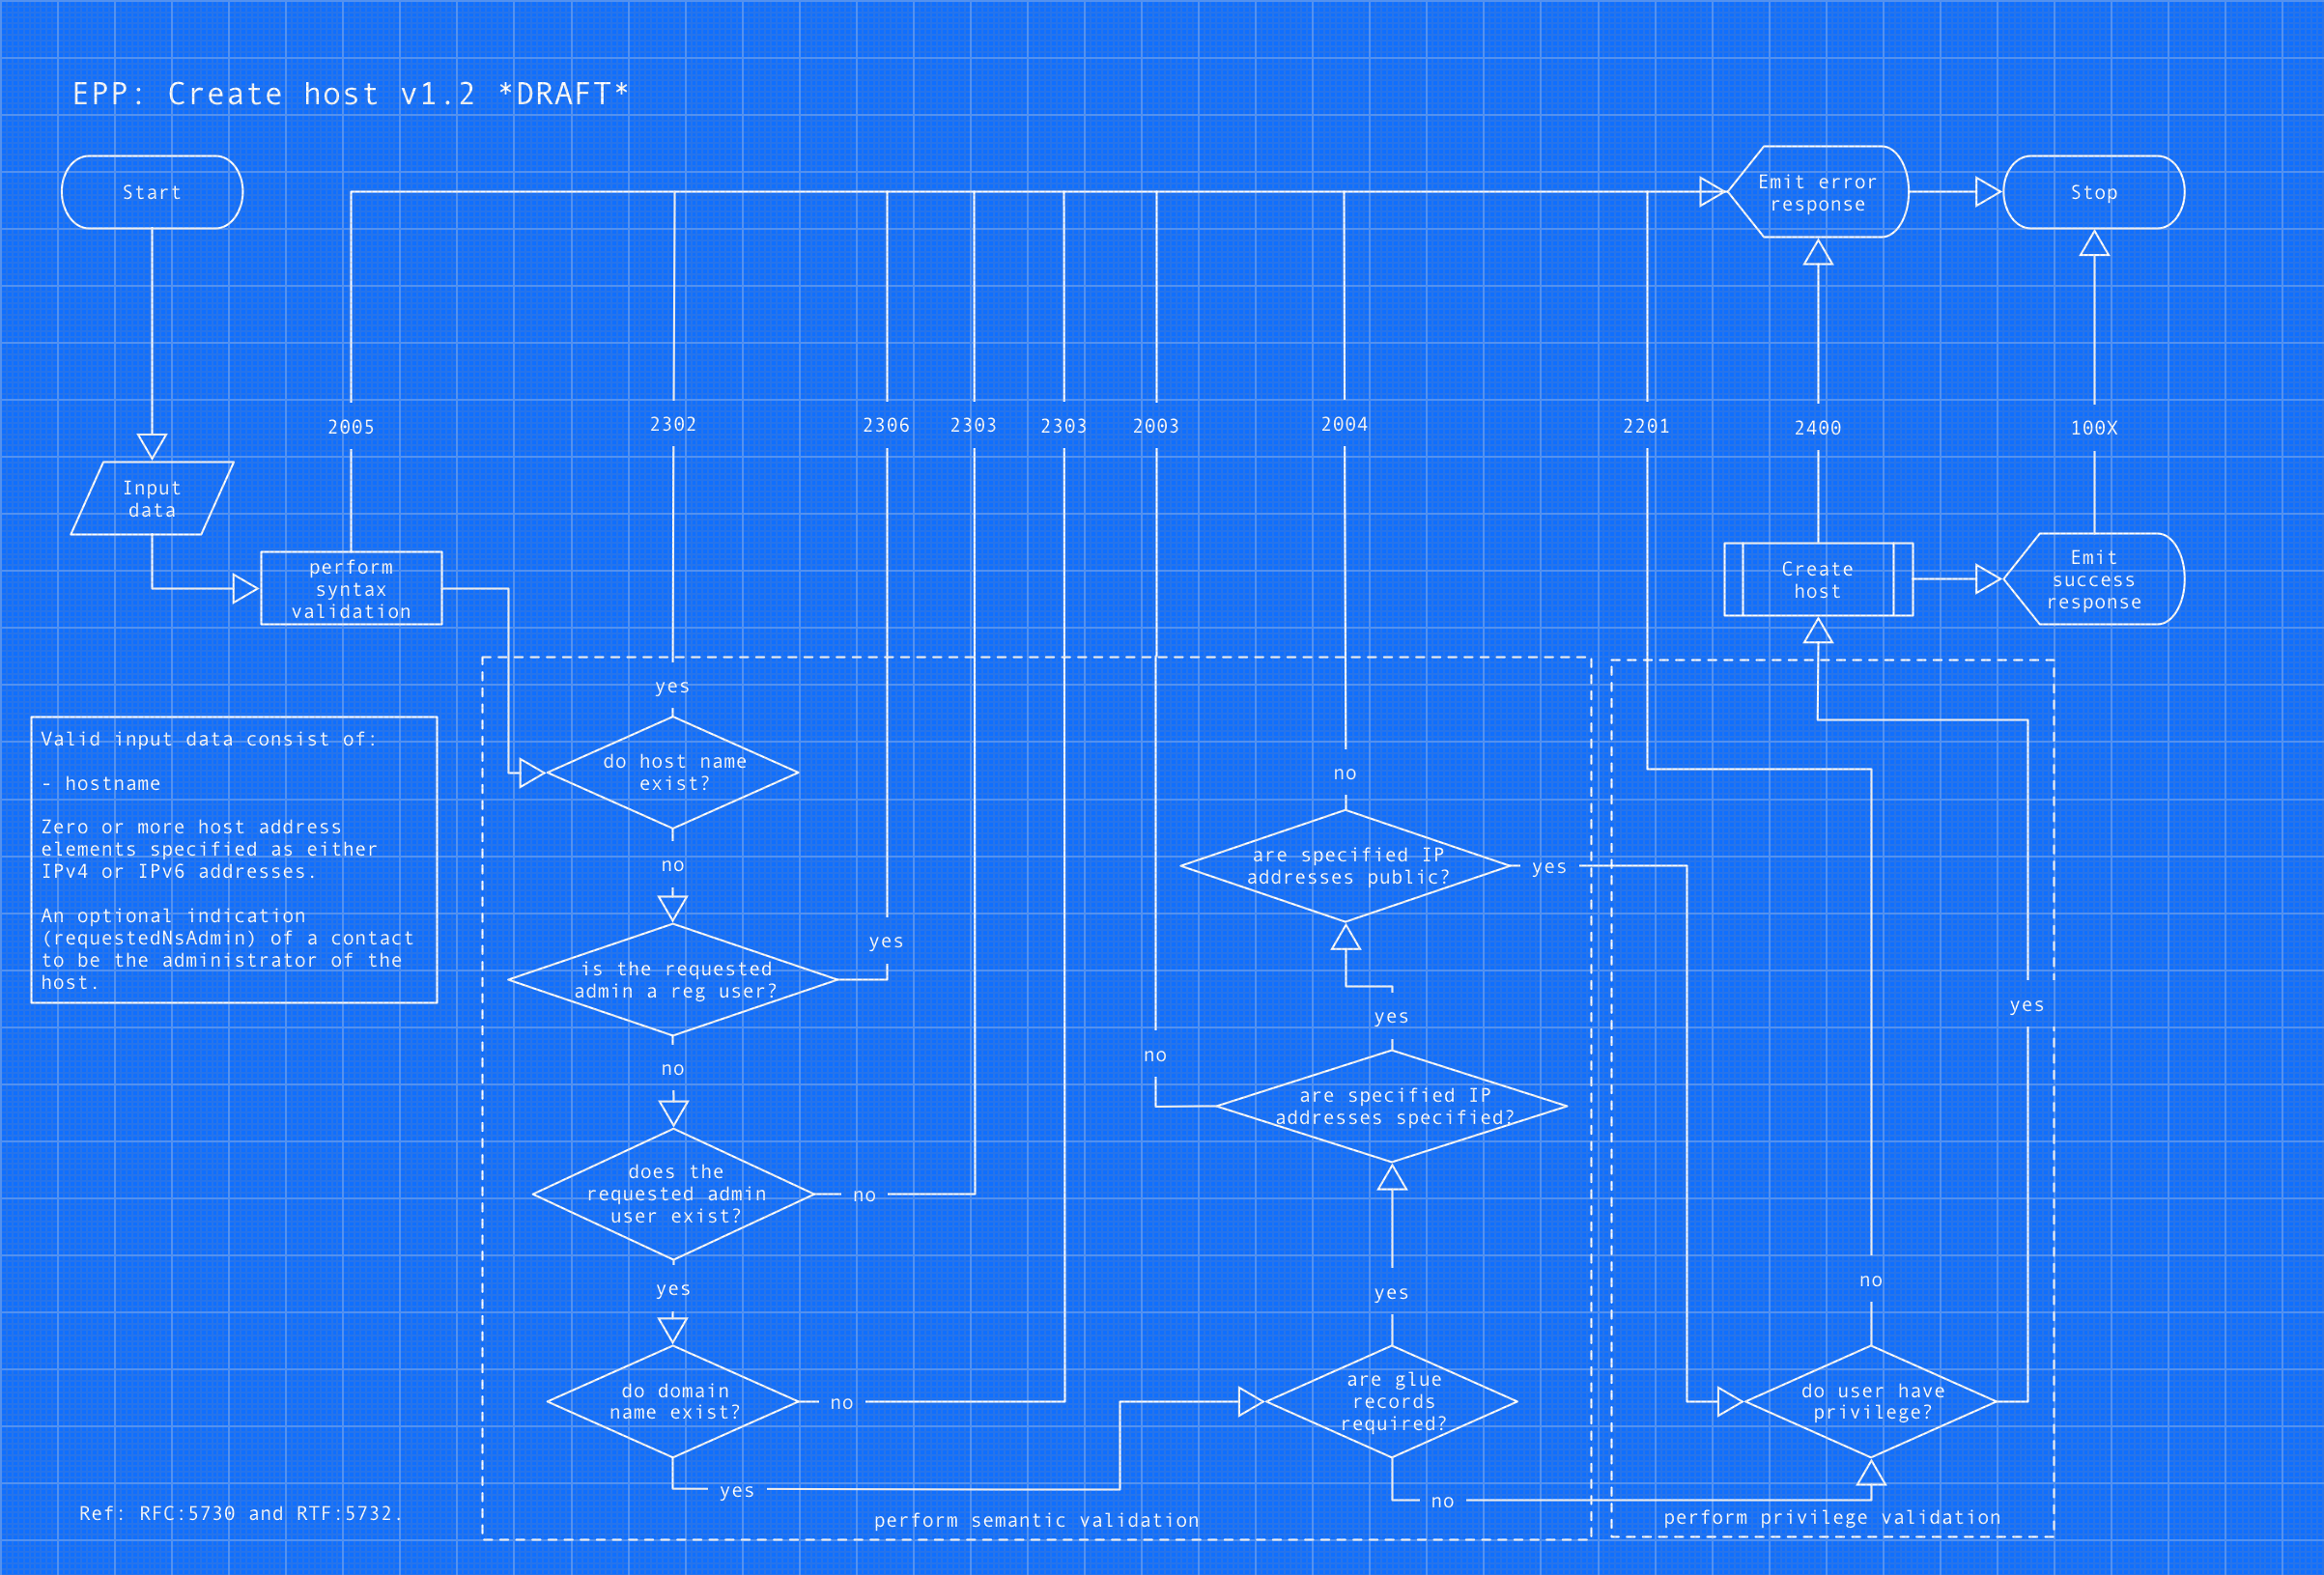 EPP: Create host v1.2 *DRAFT*
Start
Emit error
response
Stop
2005
2302
2306
2303
2303
2003
2004
2201
2400
100X
Input
data
perform
syntax
validation
Create
host
Emit
success
response
Valid input data consist of:
- hostname
Zero or more host address
elements specified as either
IPv4 or IPv6 addresses.
An optional indication
(requestedNsAdmin) of a contact
to be the administrator of the
host.
yes
do host name
exist?
no
is the requested
admin a reg user?
yes
no
does the
requested admin
user exist?
no
yes
do domain
name exist?
no
yes
no
are specified IP
addresses public?
yes
yes
no
are specified IP
addresses specified?
yes
are glue
records
required?
no
yes
no
do user have
privilege?
perform semantic validation
perform privilege validation
Ref: RFC:5730 and RTF:5732.